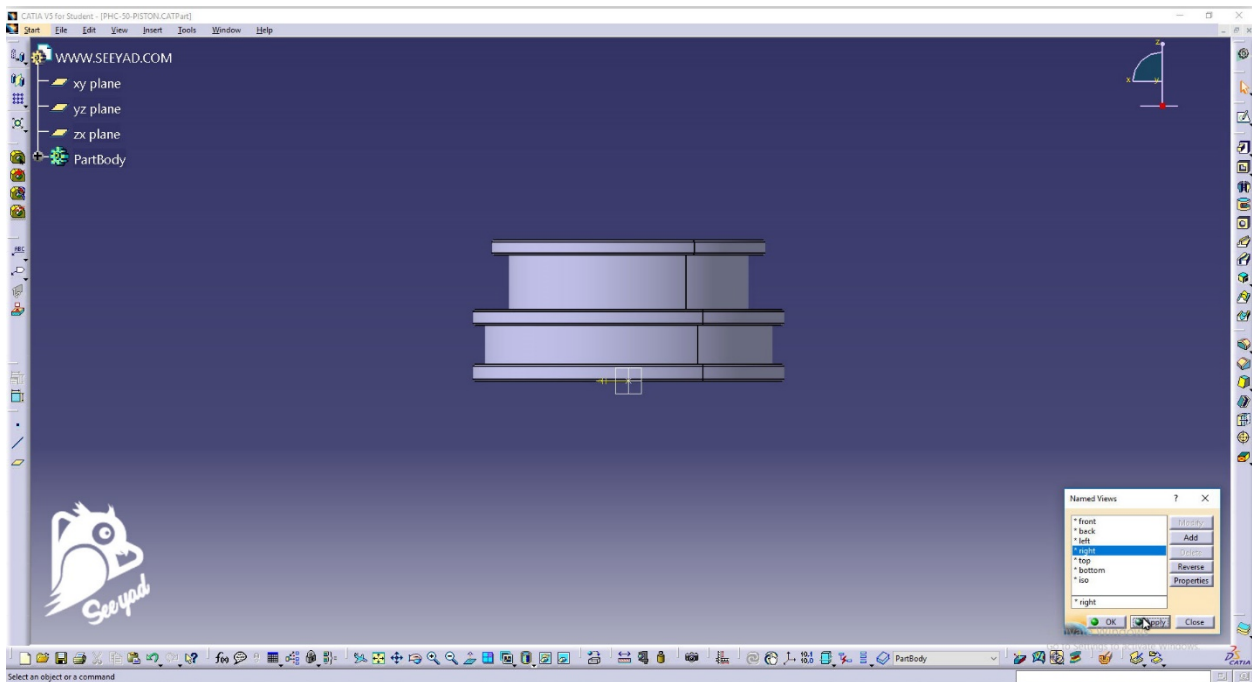 CATIA V5 for Student - [PHC-50-PISTON.CATPart]
Start File Edit View Insert Tools Window Help
WWW.SEEYAD.COM
xy plane
yz plane
zx plane
PartBody
z
x
y
ABC
H
See yad
Named Views ? X
* front
* back
* left
* right
* top
* bottom
* iso
* right
Modify
Add
Delete
Reverse
Properties
OK Apply Close
PartBody
CATIA
Select an object or a command